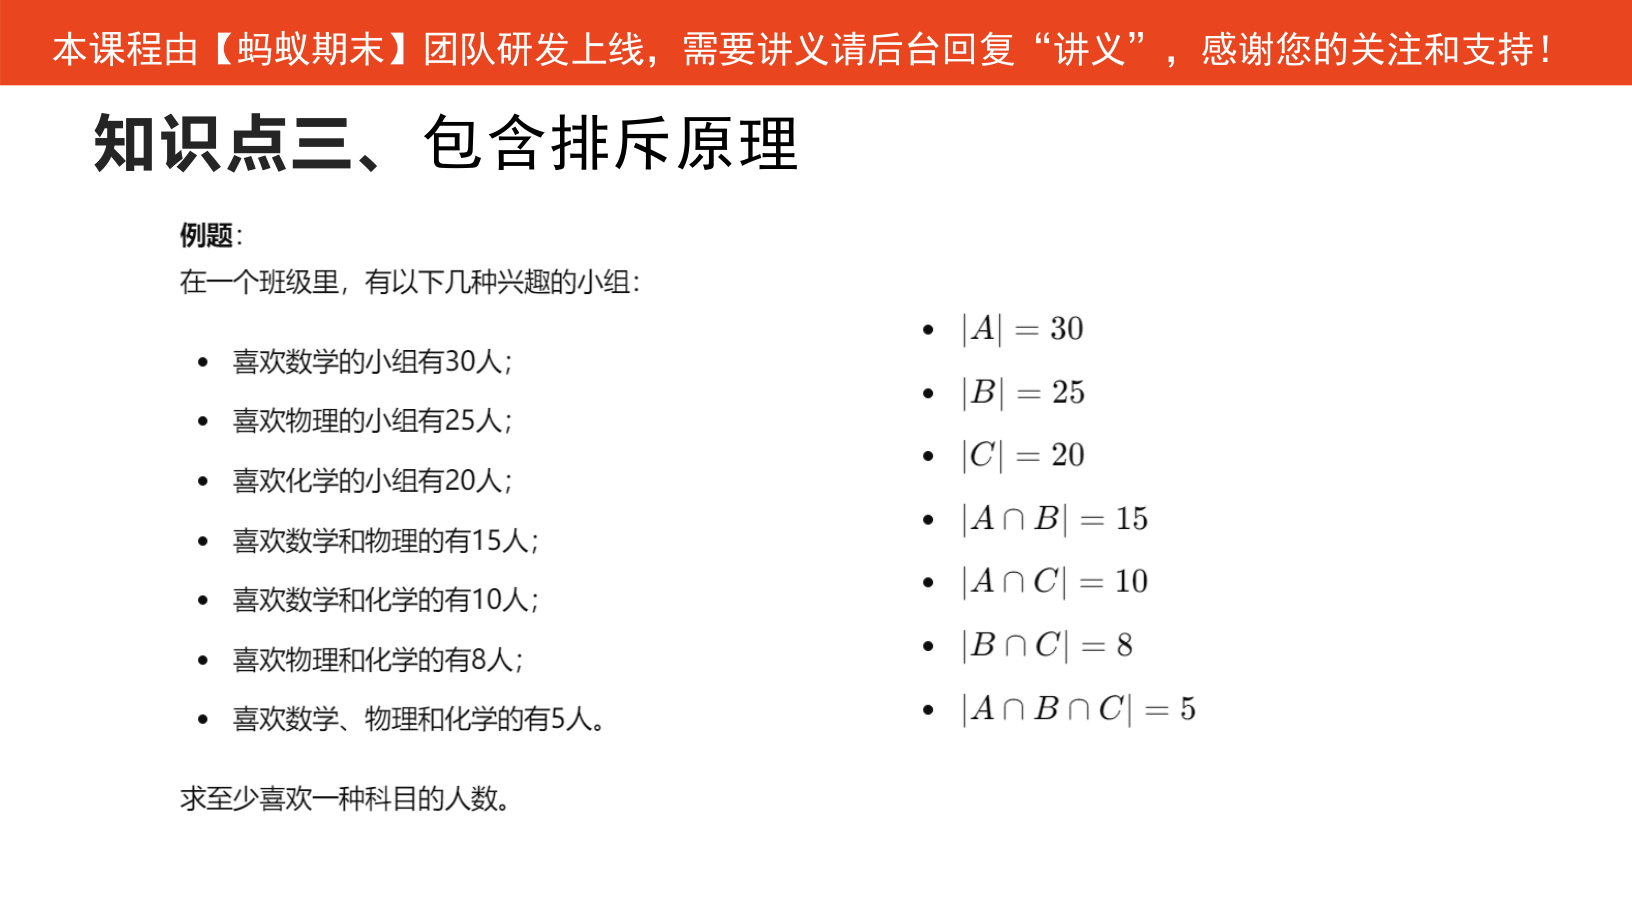 本课程由【蚂蚁期末】团队研发上线，需要讲义请后台回复“讲义”，感谢您的关注和支持！
知识点三、包含排斥原理
例题：
在一个班级里，有以下几种兴趣的小组：
• 喜欢数学的小组有30人；
• 喜欢物理的小组有25人；
• 喜欢化学的小组有20人；
• 喜欢数学和物理的有15人；
• 喜欢数学和化学的有10人；
• 喜欢物理和化学的有8人；
• 喜欢数学、物理和化学的有5人。
求至少喜欢一种科目的人数。
• |A| = 30
• |B| = 25
• |C| = 20
• |A ∩ B| = 15
• |A ∩ C| = 10
• |B ∩ C| = 8
• |A ∩ B ∩ C| = 5